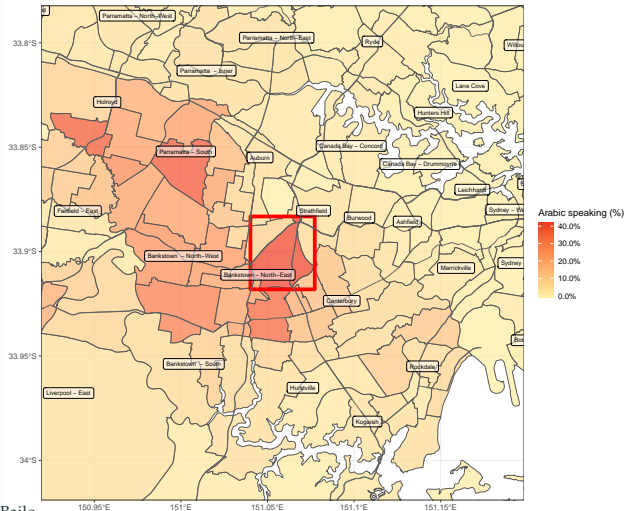 Parramatta – North–West
Parramatta – North–East
Ryde
33.8°S
Parramatta – Inner
Lane Cove
Holroyd
Hunters Hill
33.85°S
Canada Bay – Concord
Parramatta – South
Auburn
Canada Bay – Drummoyne
Leichhardt
Fairfield – East
Strathfield
Sydney – We
Burwood
Ashfield
Arabic speaking (%)
40.0%
30.0%
20.0%
10.0%
0.0%
33.9°S
Bankstown – North–West
Sydney
Marrickville
Bankstown – North–East
Canterbury
33.95°S
Bankstown – South
Rockdale
Liverpool – East
Hurstville
Kogarah
34°S
150.95°E
151°E
151.05°E
151.1°E
151.15°E